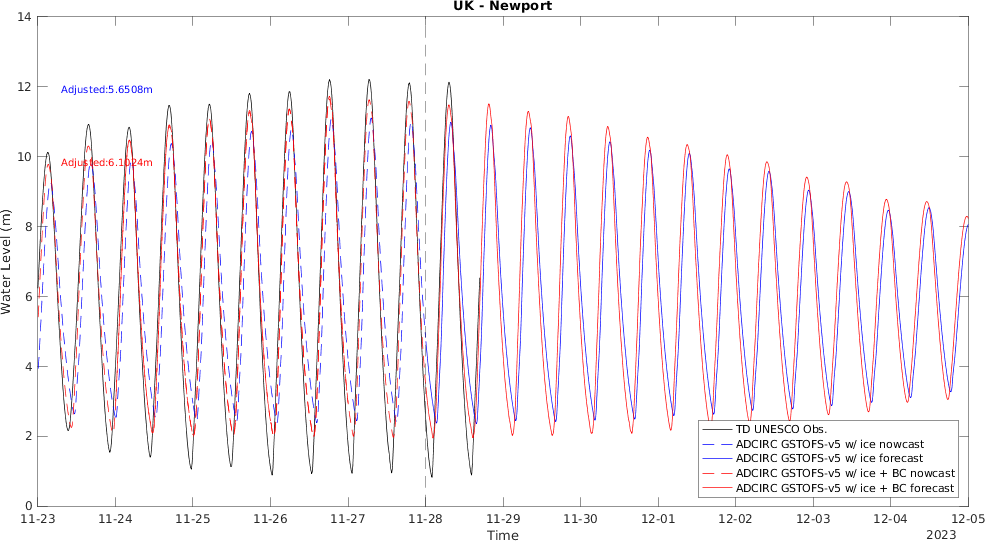 UK - Newport
14
12
10
8
6
4
2
0
Water Level (m)
Adjusted:5.6508m
Adjusted:6.1024m
TD UNESCO Obs.
ADCIRC GSTOFS-v5 w/ ice nowcast
ADCIRC GSTOFS-v5 w/ ice forecast
ADCIRC GSTOFS-v5 w/ ice + BC nowcast
ADCIRC GSTOFS-v5 w/ ice + BC forecast
11-23 11-24 11-25 11-26 11-27 11-28 11-29 11-30 12-01 12-02 12-03 12-04 12-05
Time
2023